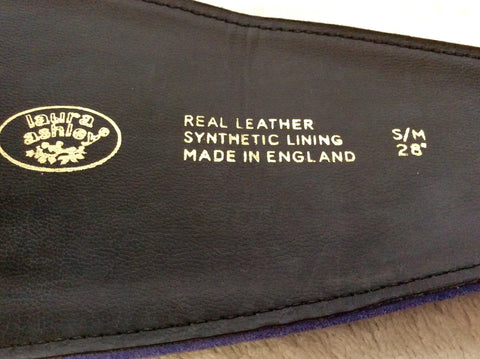 laura
ashley®
REAL LEATHER
SYNTHETIC LINING
MADE IN ENGLAND
S/M
28"